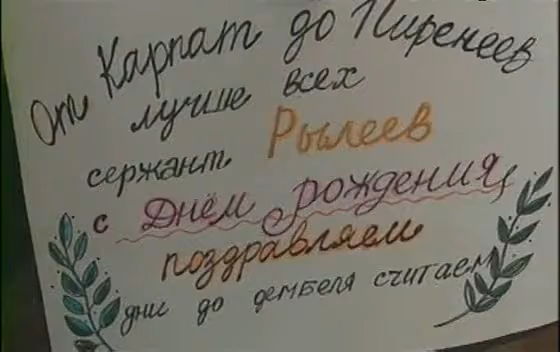 От Карпат до Пиренеев
лучше всех
сержант Рылеев
с Днём рождения,
поздравляем
дни до дембеля считаем